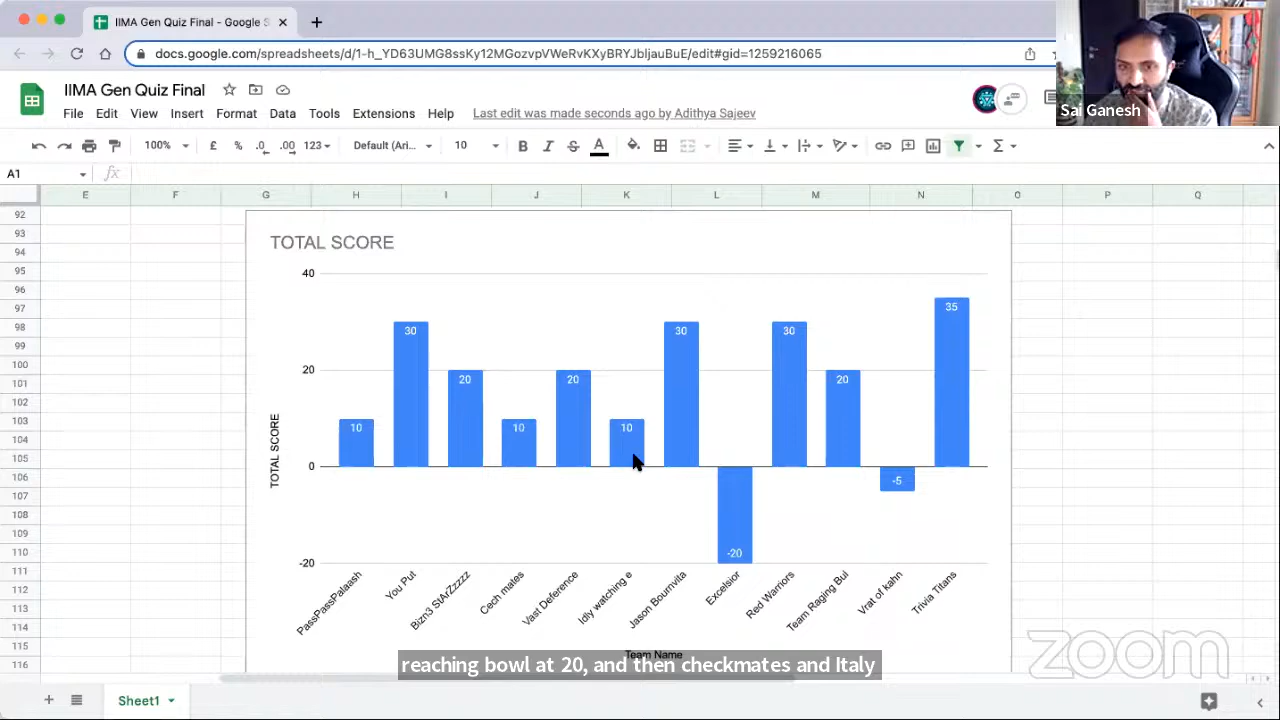 IIMA Gen Quiz Final - Google S
docs.google.com/spreadsheets/d/1-h_YD63UMG8ssKy12MGozvpVWeRvKXyBRYJbljauBuE/edit#gid=1259216065
IIMA Gen Quiz Final
File Edit View Insert Format Data Tools Extensions Help Last edit was made seconds ago by Adithya Sajeev
Sai Ganesh
100% £ % .0 .00 123 Default (Ari... 10 B I S A
A1 fx
E F G H I J K L M N O P Q
92
93
94
95
96
97
98
99
100
101
102
103
104
105
106
107
108
109
110
111
112
113
114
115
116
TOTAL SCORE
40
20
0
-20
TOTAL SCORE
10 30 20 10 20 10 30 -20 30 20 -5 35
PassPassPalaash
You Put
Bizn3 StArZzzzz
Cech mates
Vast Deference
Idly watching e
Jason Bournvita
Excelsior
Red Warriors
Team Raging Bul
Vrat of kahn
Trivia Titans
Team Name
reaching bowl at 20, and then checkmates and Italy
zoom
Sheet1